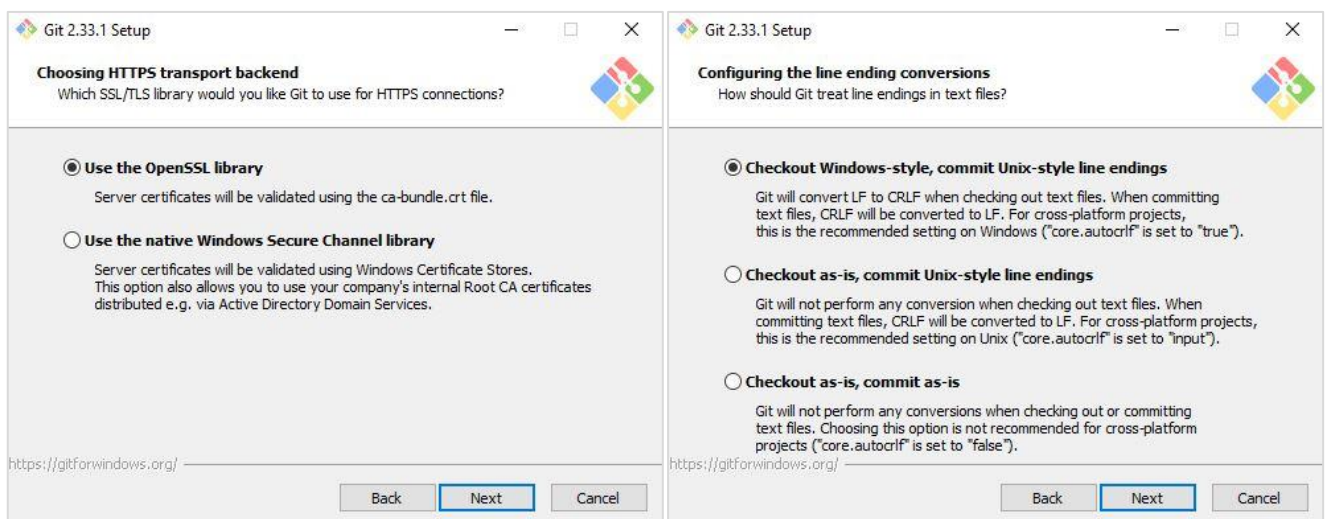 Git 2.33.1 Setup
Choosing HTTPS transport backend
Which SSL/TLS library would you like Git to use for HTTPS connections?
Use the OpenSSL library
Server certificates will be validated using the ca-bundle.crt file.
Use the native Windows Secure Channel library
Server certificates will be validated using Windows Certificate Stores.
This option also allows you to use your company's internal Root CA certificates
distributed e.g. via Active Directory Domain Services.
https://gitforwindows.org/
Back Next Cancel
Git 2.33.1 Setup
Configuring the line ending conversions
How should Git treat line endings in text files?
Checkout Windows-style, commit Unix-style line endings
Git will convert LF to CRLF when checking out text files. When committing
text files, CRLF will be converted to LF. For cross-platform projects,
this is the recommended setting on Windows ("core.autocrlf" is set to "true").
Checkout as-is, commit Unix-style line endings
Git will not perform any conversion when checking out text files. When
committing text files, CRLF will be converted to LF. For cross-platform projects,
this is the recommended setting on Unix ("core.autocrlf" is set to "input").
Checkout as-is, commit as-is
Git will not perform any conversions when checking out or committing
text files. Choosing this option is not recommended for cross-platform
projects ("core.autocrlf" is set to "false").
https://gitforwindows.org/
Back Next Cancel